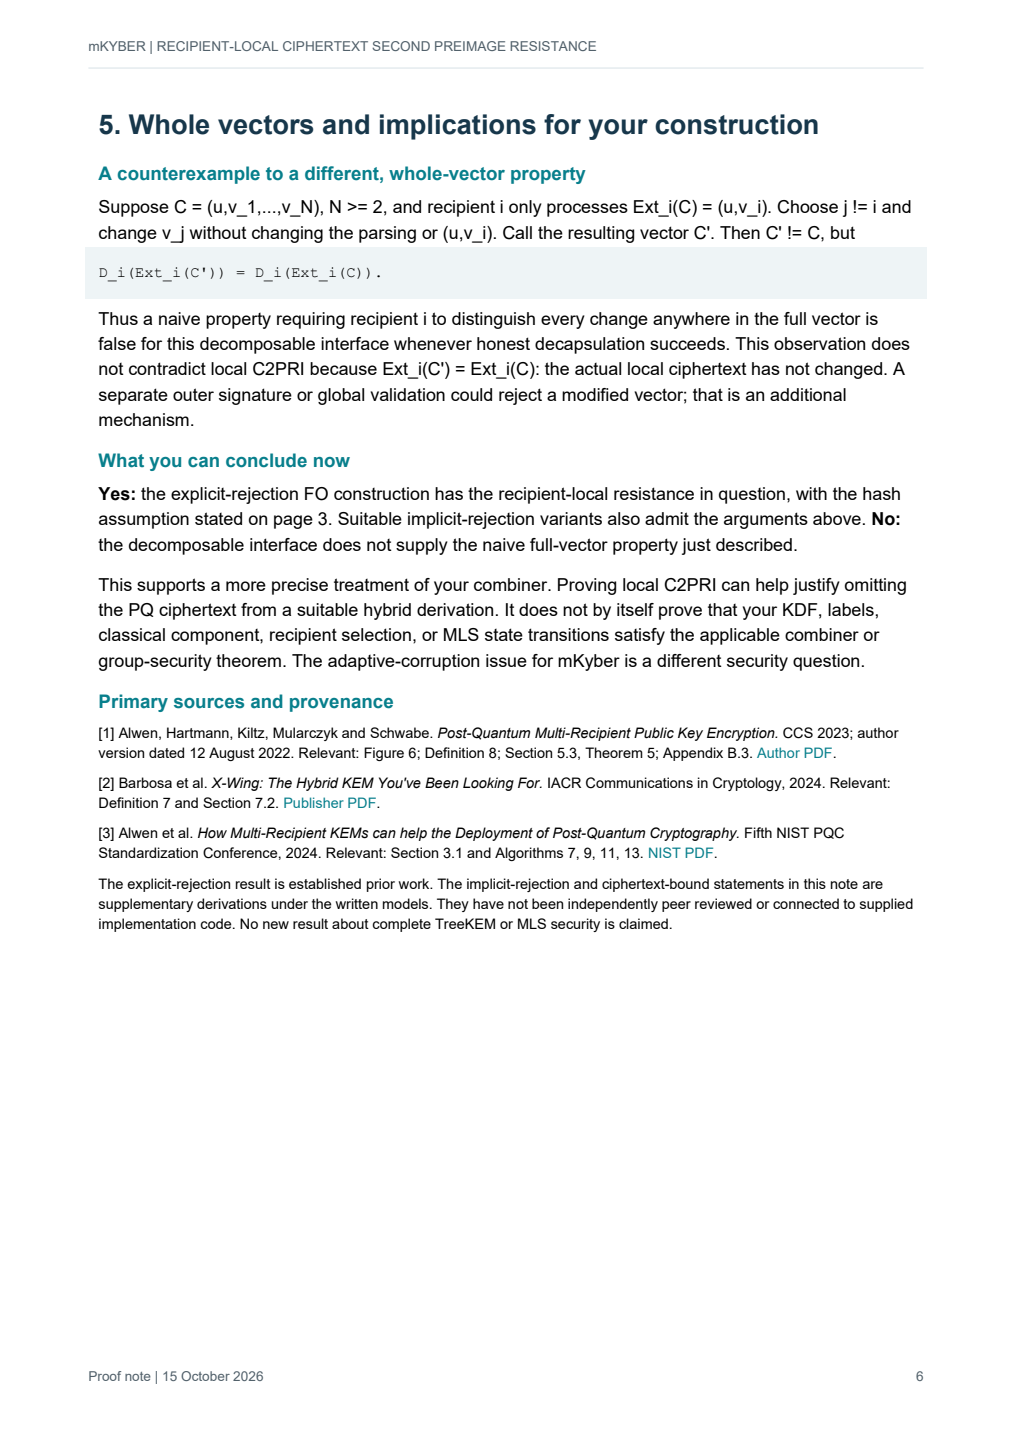 mKYBER | RECIPIENT-LOCAL CIPHERTEXT SECOND PREIMAGE RESISTANCE
5. Whole vectors and implications for your construction
A counterexample to a different, whole-vector property
Suppose C = (u,v_1,...,v_N), N >= 2, and recipient i only processes Ext_i(C) = (u,v_i). Choose j != i and
change v_j without changing the parsing or (u,v_i). Call the resulting vector C'. Then C' != C, but
D_i(Ext_i(C')) = D_i(Ext_i(C)).
Thus a naive property requiring recipient i to distinguish every change anywhere in the full vector is
false for this decomposable interface whenever honest decapsulation succeeds. This observation does
not contradict local C2PRI because Ext_i(C') = Ext_i(C): the actual local ciphertext has not changed. A
separate outer signature or global validation could reject a modified vector; that is an additional
mechanism.
What you can conclude now
Yes: the explicit-rejection FO construction has the recipient-local resistance in question, with the hash
assumption stated on page 3. Suitable implicit-rejection variants also admit the arguments above. No:
the decomposable interface does not supply the naive full-vector property just described.
This supports a more precise treatment of your combiner. Proving local C2PRI can help justify omitting
the PQ ciphertext from a suitable hybrid derivation. It does not by itself prove that your KDF, labels,
classical component, recipient selection, or MLS state transitions satisfy the applicable combiner or
group-security theorem. The adaptive-corruption issue for mKyber is a different security question.
Primary sources and provenance
[1] Alwen, Hartmann, Kiltz, Mularczyk and Schwabe. Post-Quantum Multi-Recipient Public Key Encryption. CCS 2023; author
version dated 12 August 2022. Relevant: Figure 6; Definition 8; Section 5.3, Theorem 5; Appendix B.3. Author PDF.
[2] Barbosa et al. X-Wing: The Hybrid KEM You've Been Looking For. IACR Communications in Cryptology, 2024. Relevant:
Definition 7 and Section 7.2. Publisher PDF.
[3] Alwen et al. How Multi-Recipient KEMs can help the Deployment of Post-Quantum Cryptography. Fifth NIST PQC
Standardization Conference, 2024. Relevant: Section 3.1 and Algorithms 7, 9, 11, 13. NIST PDF.
The explicit-rejection result is established prior work. The implicit-rejection and ciphertext-bound statements in this note are
supplementary derivations under the written models. They have not been independently peer reviewed or connected to supplied
implementation code. No new result about complete TreeKEM or MLS security is claimed.
Proof note | 15 October 2026
6